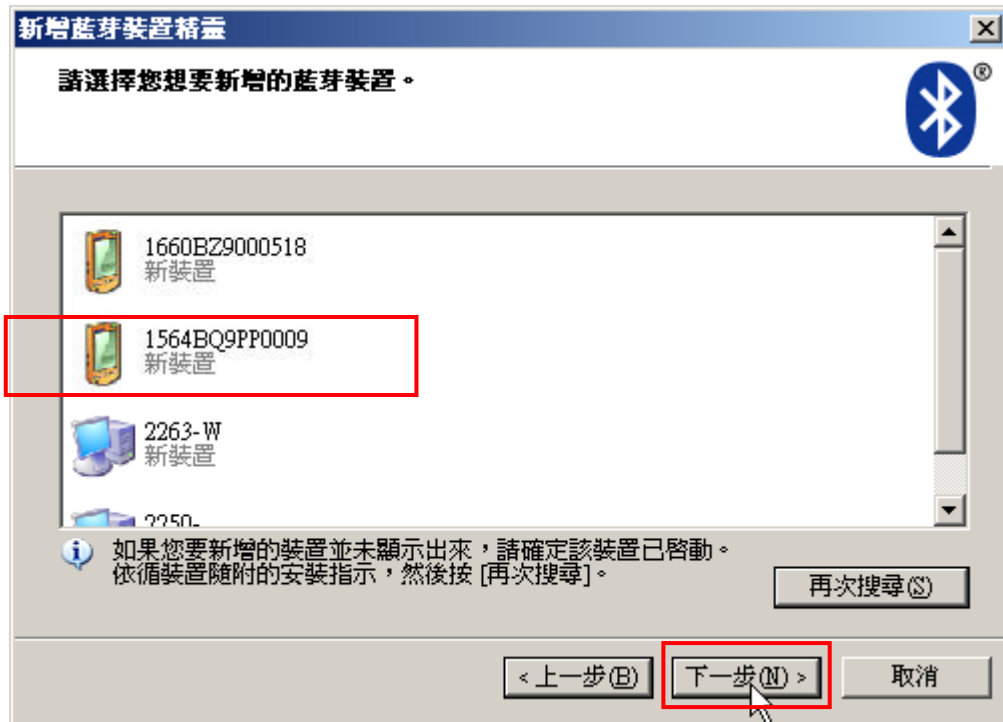 新增藍芽裝置精靈
請選擇您想要新增的藍芽裝置。
®
1660BZ9000518
新裝置
1564BQ9PP0009
新裝置
2263-W
新裝置
2250-
如果您要新增的裝置並未顯示出來，請確定該裝置已啟動。
依循裝置隨附的安裝指示，然後按 [再次搜尋]。
再次搜尋(S)
<上一步(B)
下一步(N)>
取消